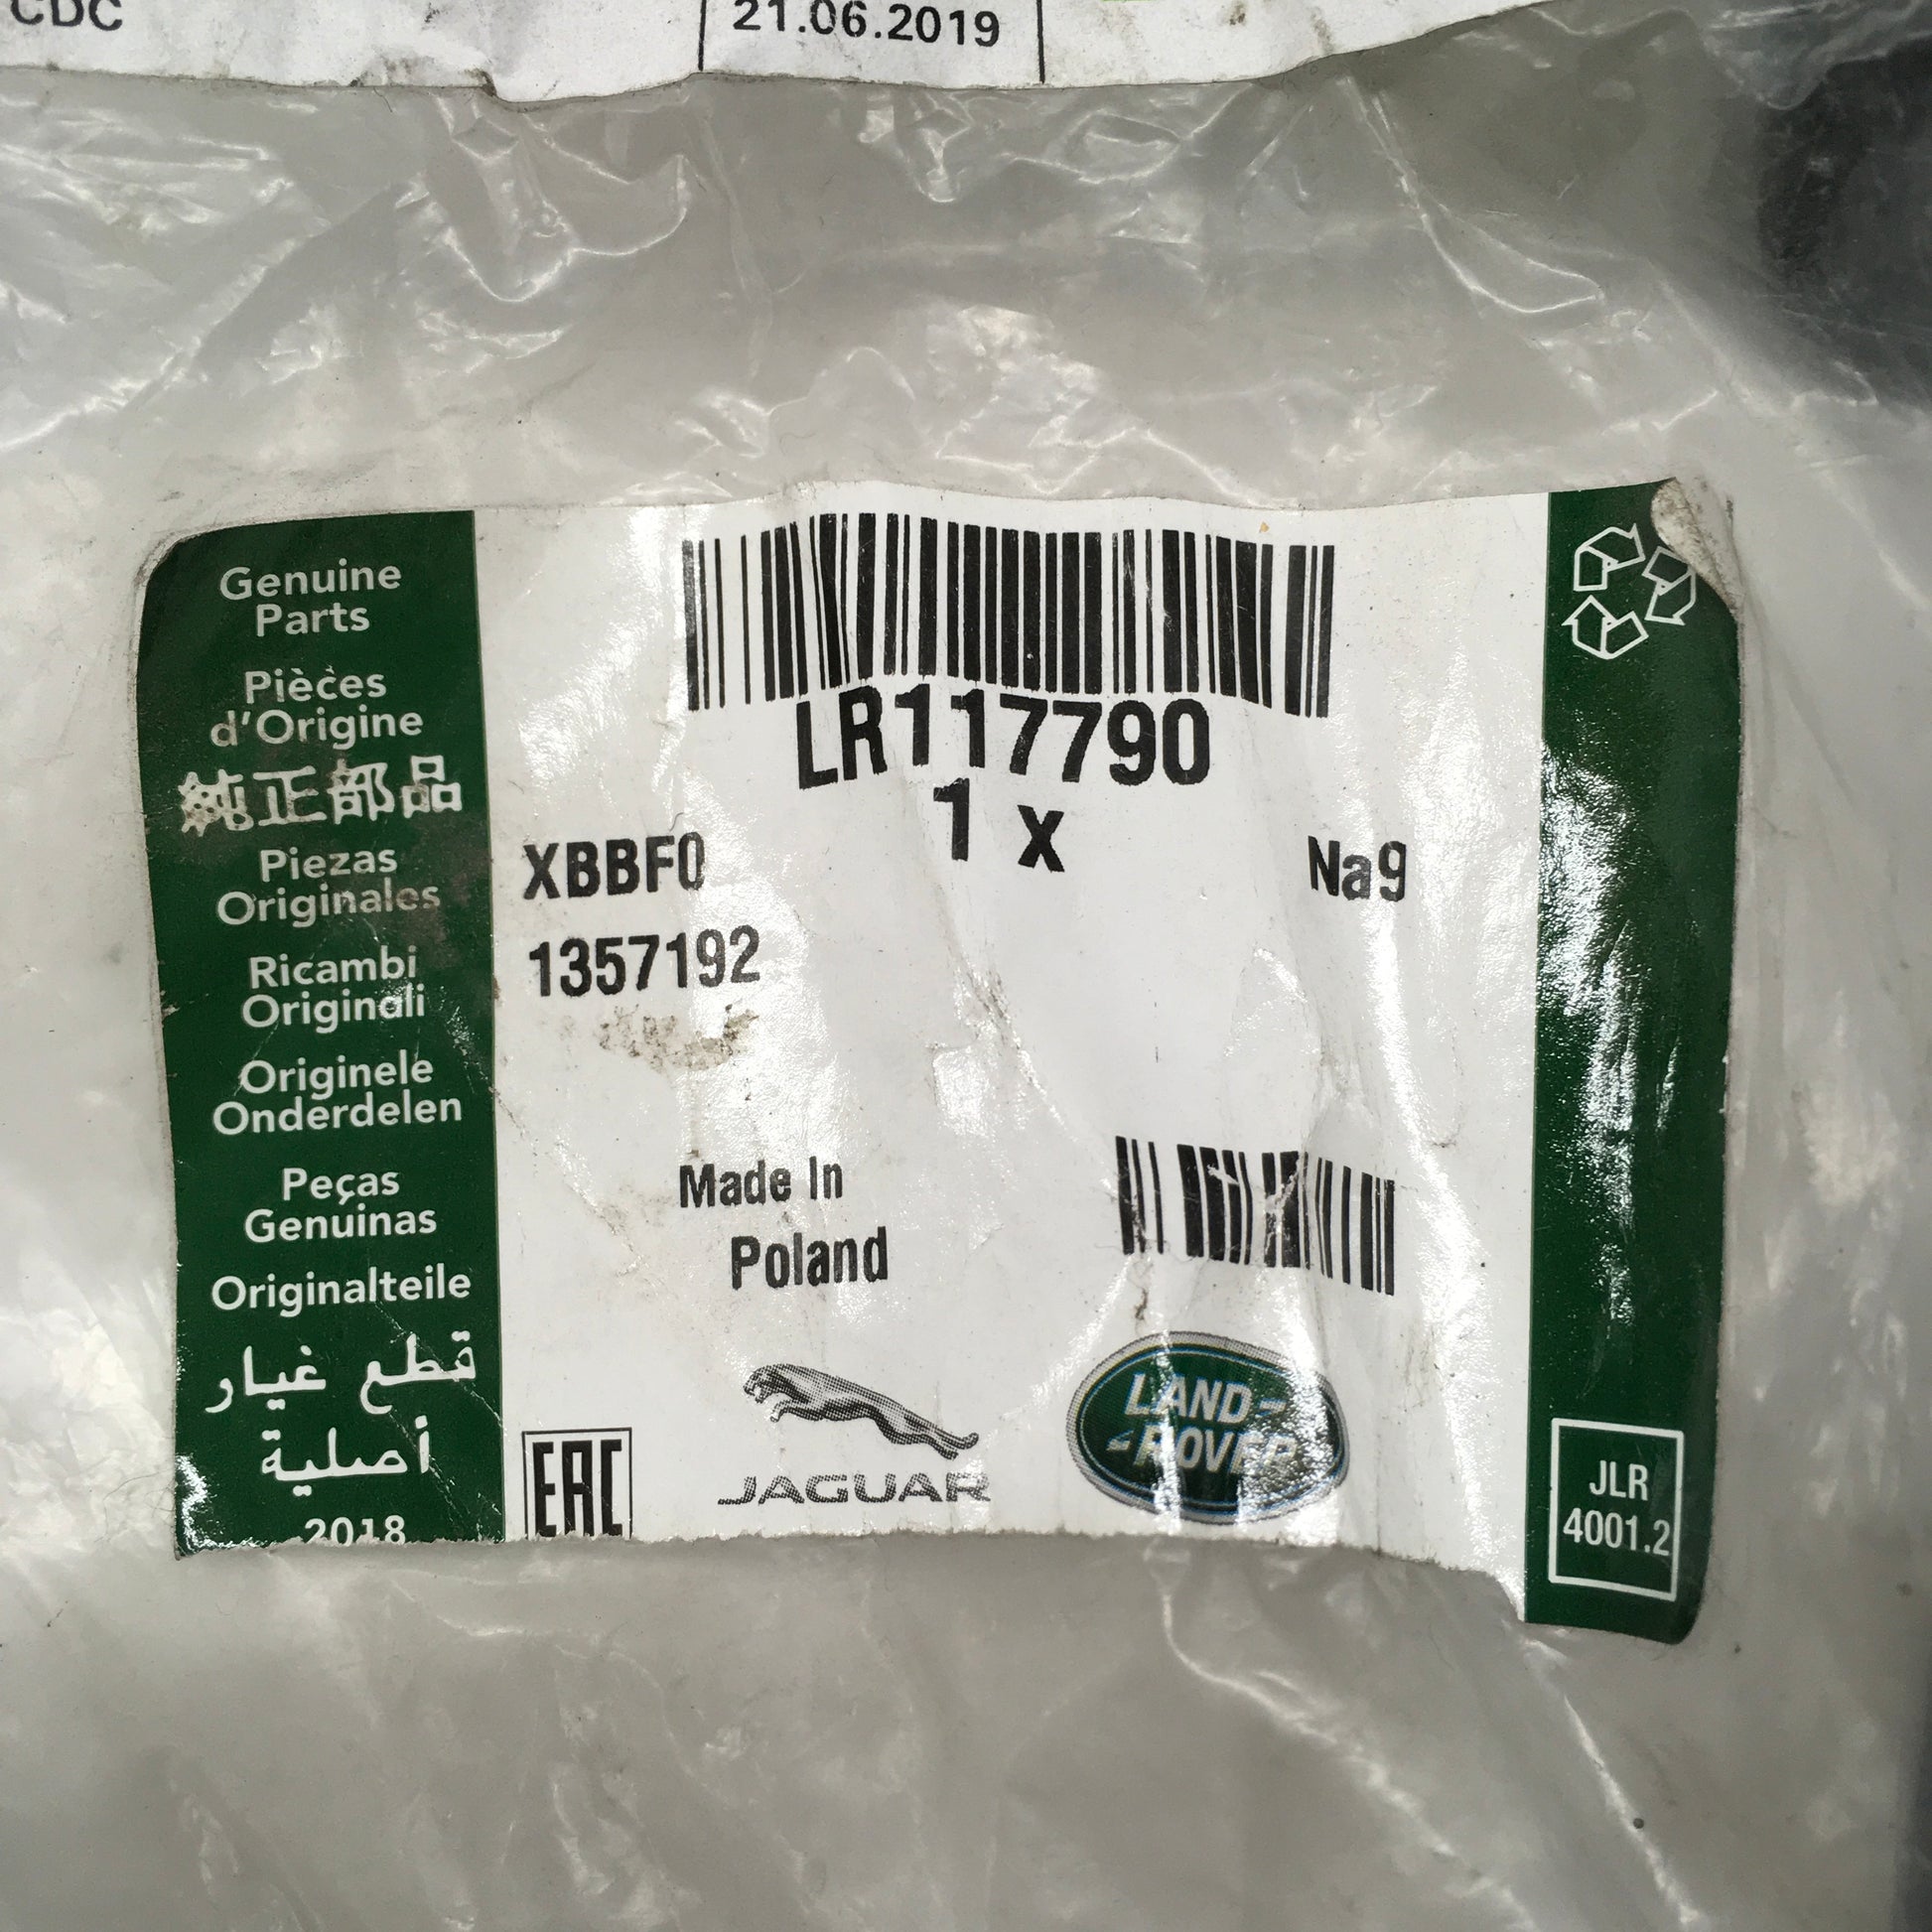 CDC
21.06.2019
Genuine
Parts
Pièces
d'Origine
純正部品
Piezas
Originales
Ricambi
Originali
Originele
Onderdelen
Peças
Genuinas
Originalteile
قطع غيار
أصلية
2018
LR117790
1 x
XBBF0
Na9
1357192
Made In
Poland
EAC
JAGUAR
LAND-
-ROVER
JLR
4001.2